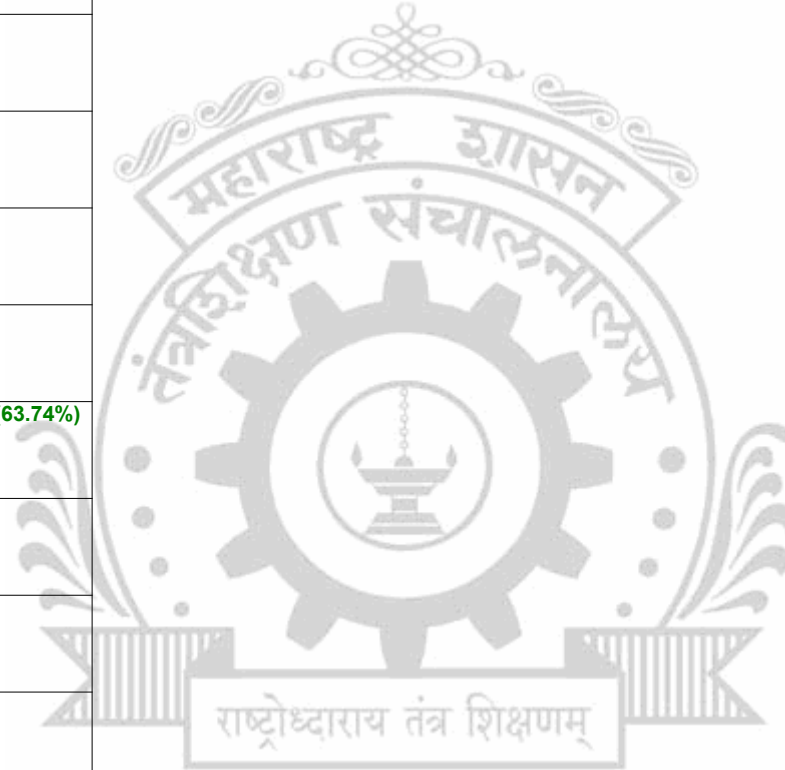 महाराष्ट्र शासन
तंत्रशिक्षण संचालनालय
63.74%)
राष्ट्रोध्दाराय तंत्र शिक्षणम्